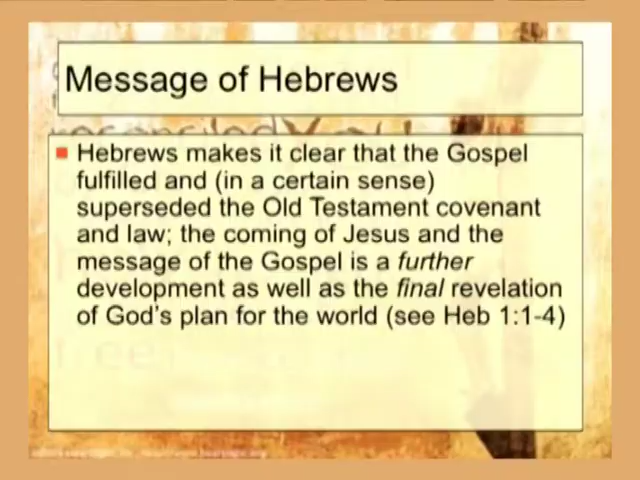 Message of Hebrews
Hebrews makes it clear that the Gospel
fulfilled and (in a certain sense)
superseded the Old Testament covenant
and law; the coming of Jesus and the
message of the Gospel is a further
development as well as the final revelation
of God's plan for the world (see Heb 1:1-4)